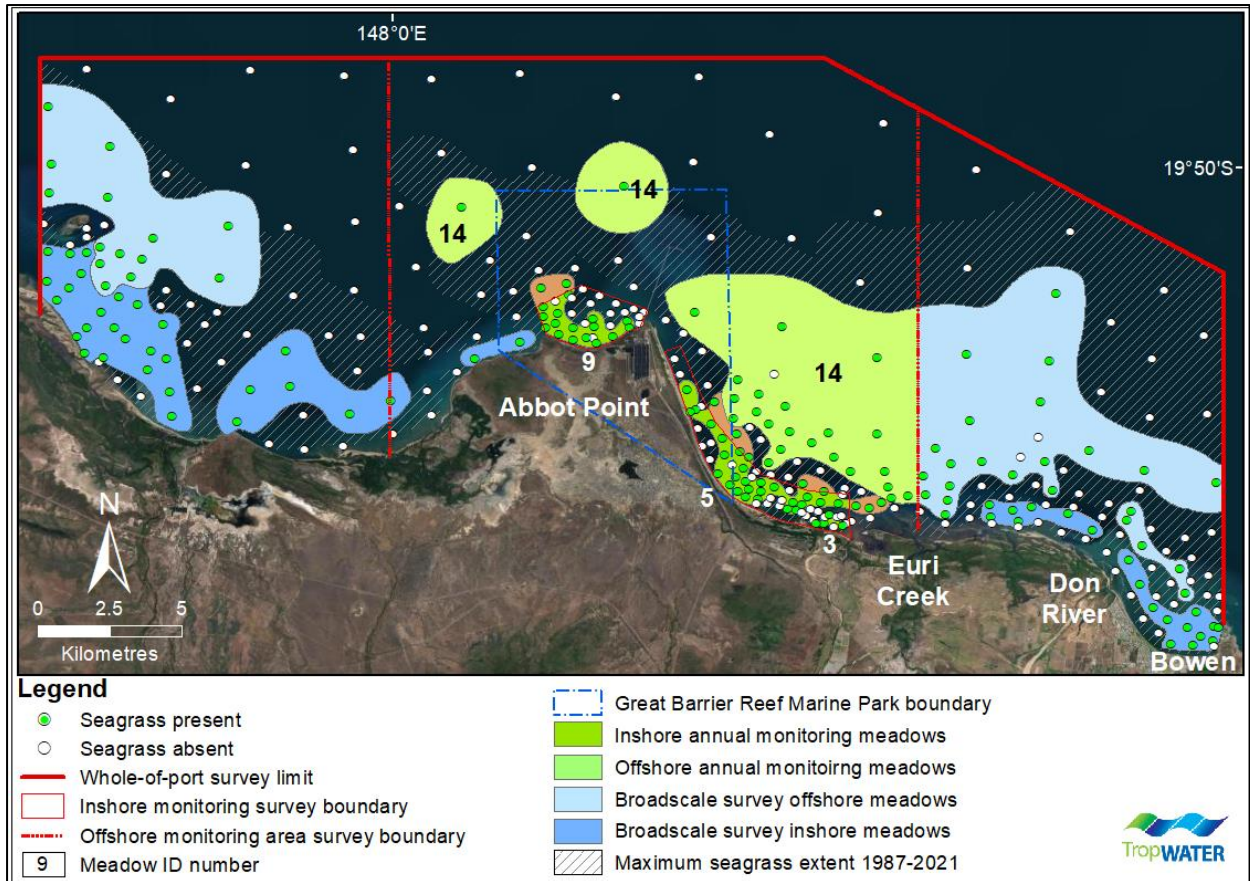 148°0'E
19°50'S
14
14
14
9
Abbot Point
5
3
Euri
Creek
Don
River
Bowen
N
0 2.5 5
Kilometres
Legend
Seagrass present
Seagrass absent
Whole-of-port survey limit
Inshore monitoring survey boundary
Offshore monitoring area survey boundary
9 Meadow ID number
Great Barrier Reef Marine Park boundary
Inshore annual monitoring meadows
Offshore annual monitoirng meadows
Broadscale survey offshore meadows
Broadscale survey inshore meadows
Maximum seagrass extent 1987-2021
TropWATER